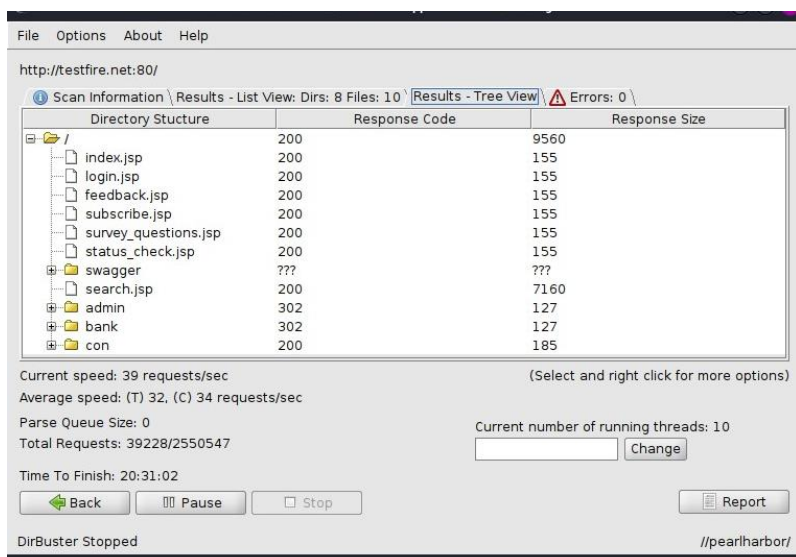 File Options About Help
http://testfire.net:80/
Scan Information Results - List View: Dirs: 8 Files: 10 Results - Tree View Errors: 0
Directory Stucture Response Code Response Size
/ 200 9560
index.jsp 200 155
login.jsp 200 155
feedback.jsp 200 155
subscribe.jsp 200 155
survey_questions.jsp 200 155
status_check.jsp 200 155
swagger ??? ???
search.jsp 200 7160
admin 302 127
bank 302 127
con 200 185
Current speed: 39 requests/sec (Select and right click for more options)
Average speed: (T) 32, (C) 34 requests/sec
Parse Queue Size: 0 Current number of running threads: 10
Total Requests: 39228/2550547 Change
Time To Finish: 20:31:02
Back Pause Stop Report
DirBuster Stopped //pearlharbor/